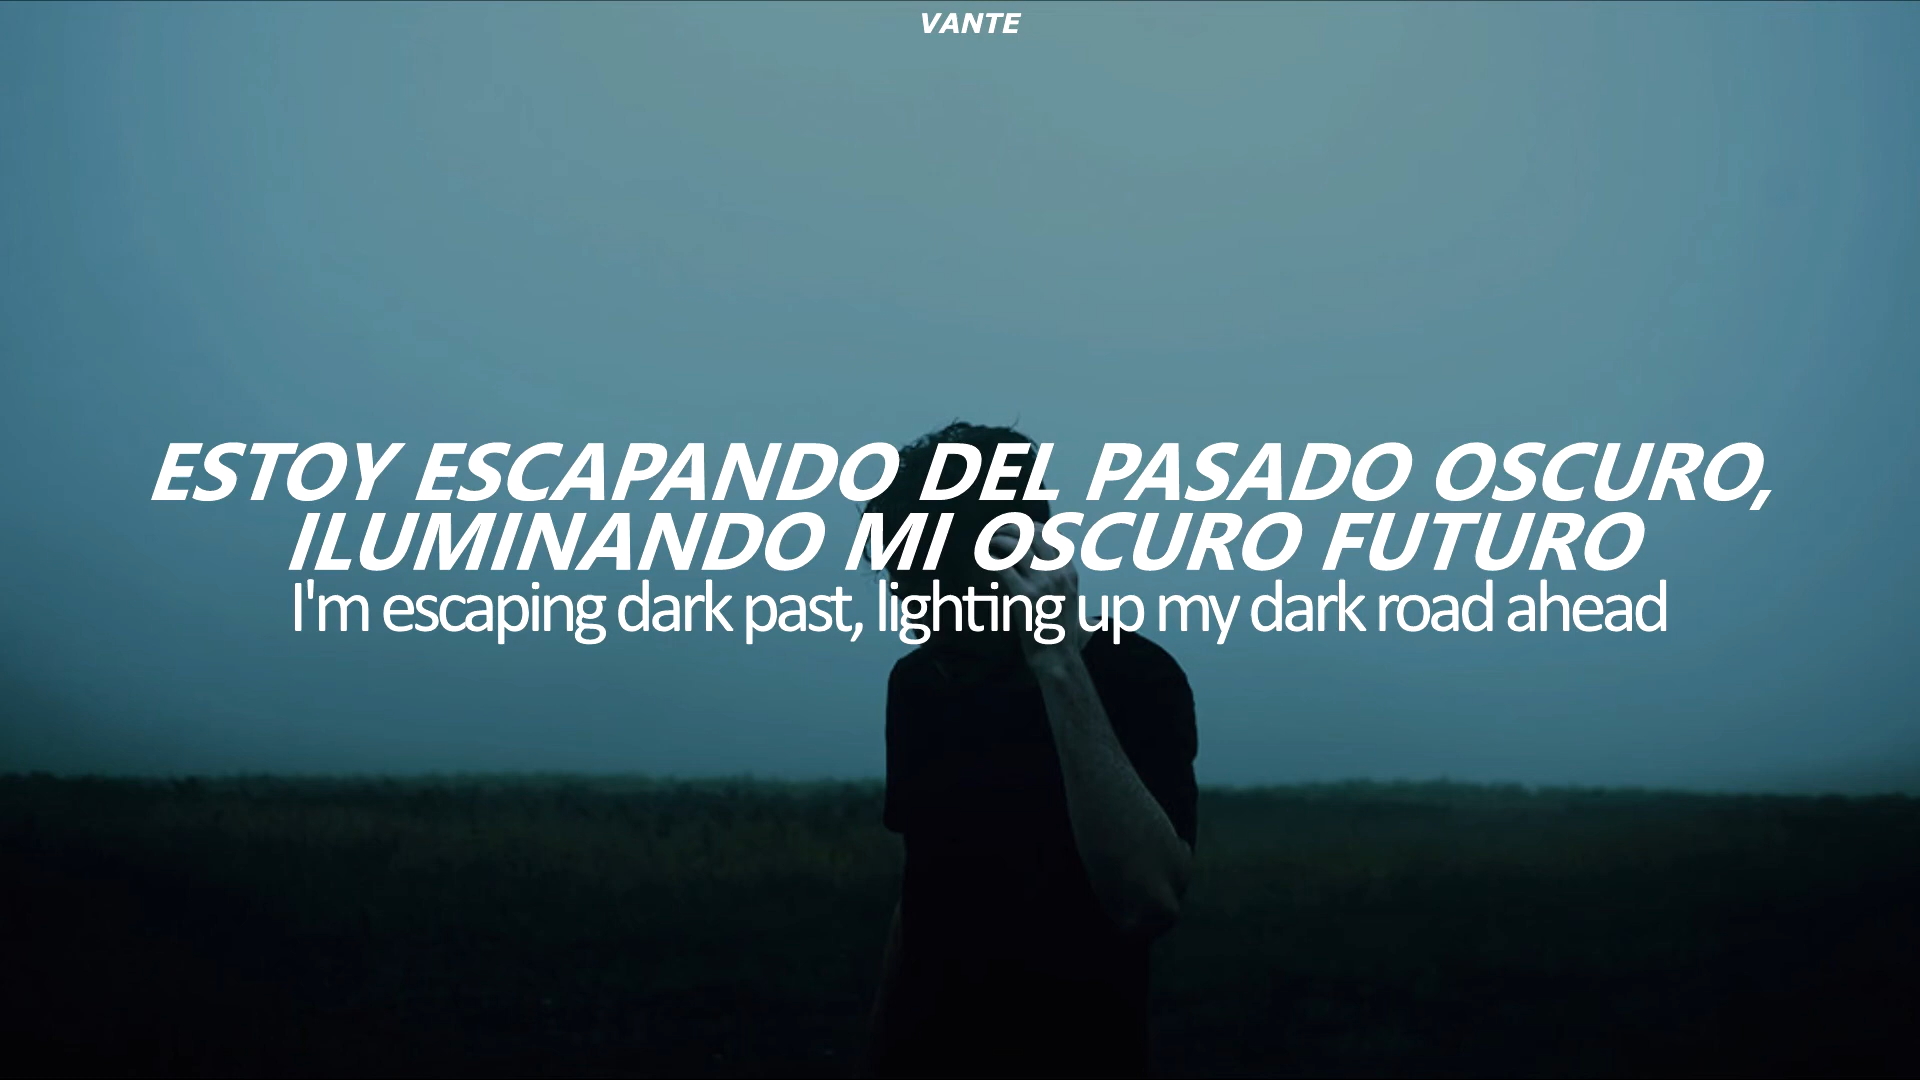 VANTE
ESTOY ESCAPANDO DEL PASADO OSCURO,
ILUMINANDO MI OSCURO FUTURO
I'm escaping dark past, lighting up my dark road ahead